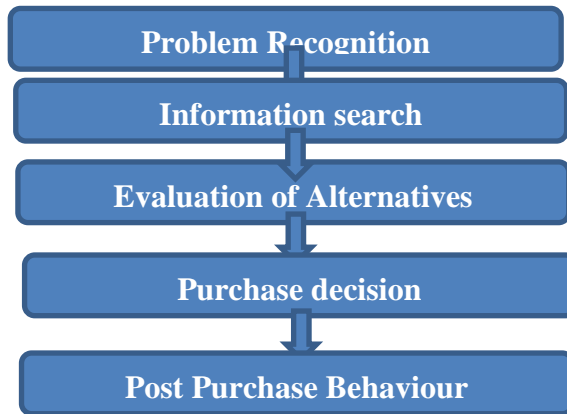 Problem Recognition
Information search
Evaluation of Alternatives
Purchase decision
Post Purchase Behaviour